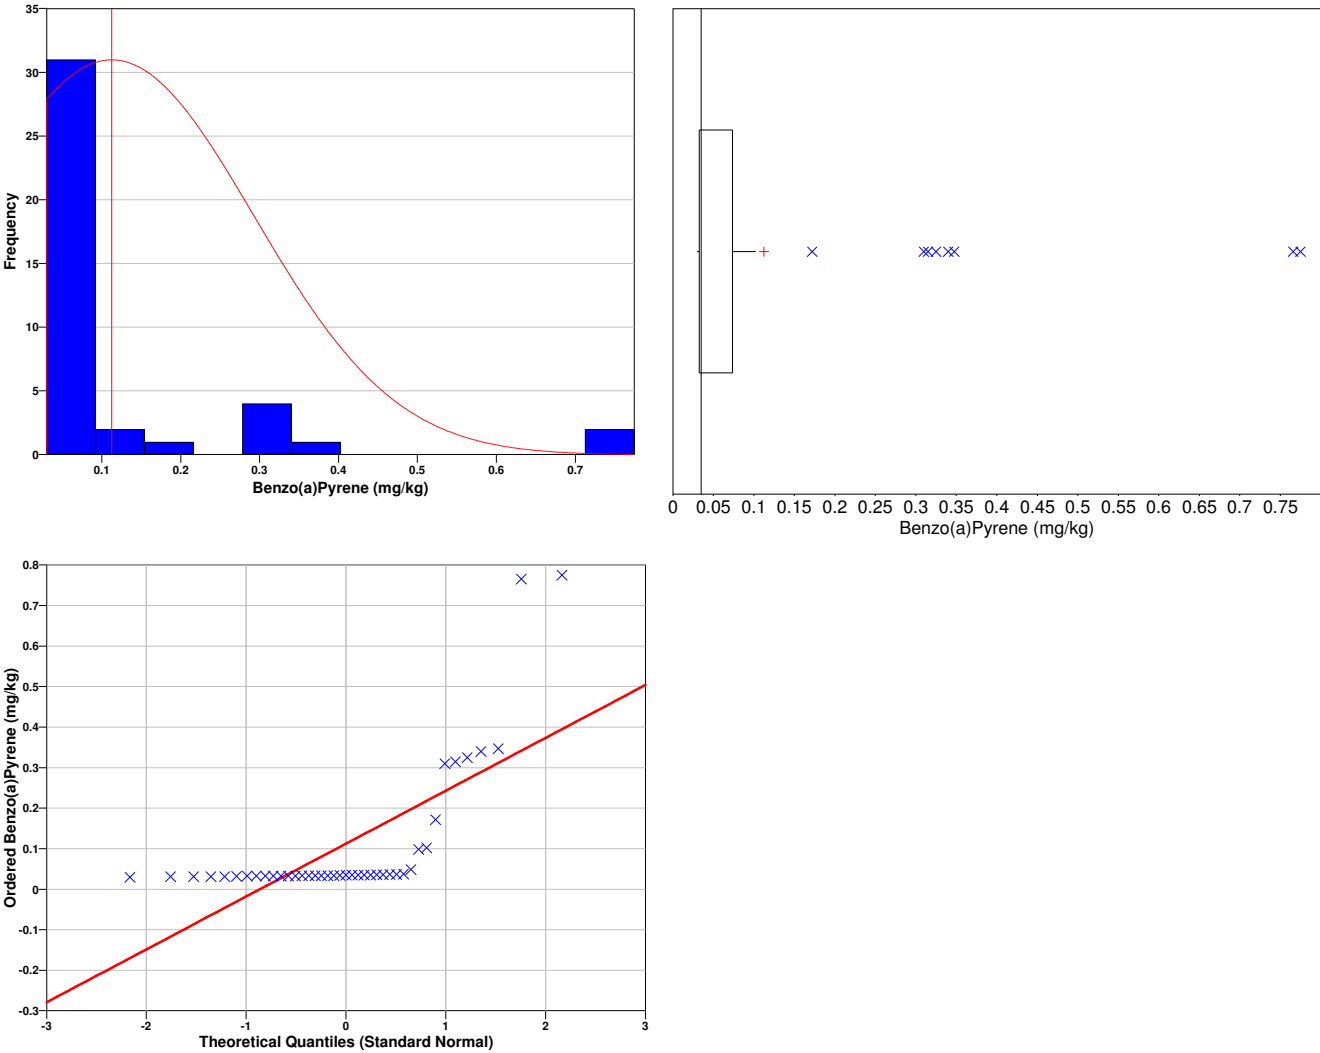 35
30
25
20
15
10
5
0
Frequency
0.1 0.2 0.3 0.4 0.5 0.6 0.7
Benzo(a)Pyrene (mg/kg)
0 0.05 0.1 0.15 0.2 0.25 0.3 0.35 0.4 0.45 0.5 0.55 0.6 0.65 0.7 0.75
Benzo(a)Pyrene (mg/kg)
0.8
0.7
0.6
0.5
0.4
0.3
0.2
0.1
0
-0.1
-0.2
-0.3
Ordered Benzo(a)Pyrene (mg/kg)
-3 -2 -1 0 1 2 3
Theoretical Quantiles (Standard Normal)